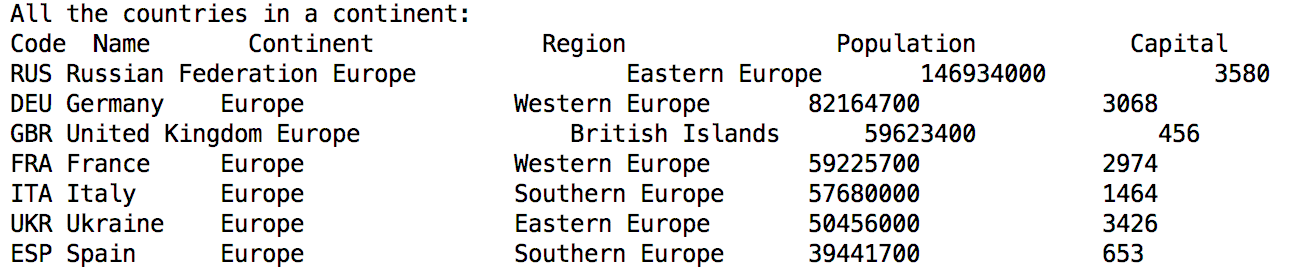 All the countries in a continent:
Code  Name       Continent            Region               Population           Capital
RUS Russian Federation Europe               Eastern Europe       146934000            3580
DEU Germany    Europe               Western Europe       82164700             3068
GBR United Kingdom Europe               British Islands      59623400             456
FRA France     Europe               Western Europe       59225700             2974
ITA Italy      Europe               Southern Europe      57680000             1464
UKR Ukraine    Europe               Eastern Europe       50456000             3426
ESP Spain      Europe               Southern Europe      39441700             653